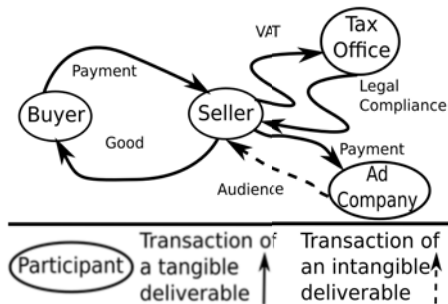 VAT
Tax
Office
Payment
Buyer
Seller
Legal
Compliance
Good
Payment
Audience
Ad
Company
Participant
Transaction of
a tangible
deliverable
Transaction of
an intangible
deliverable